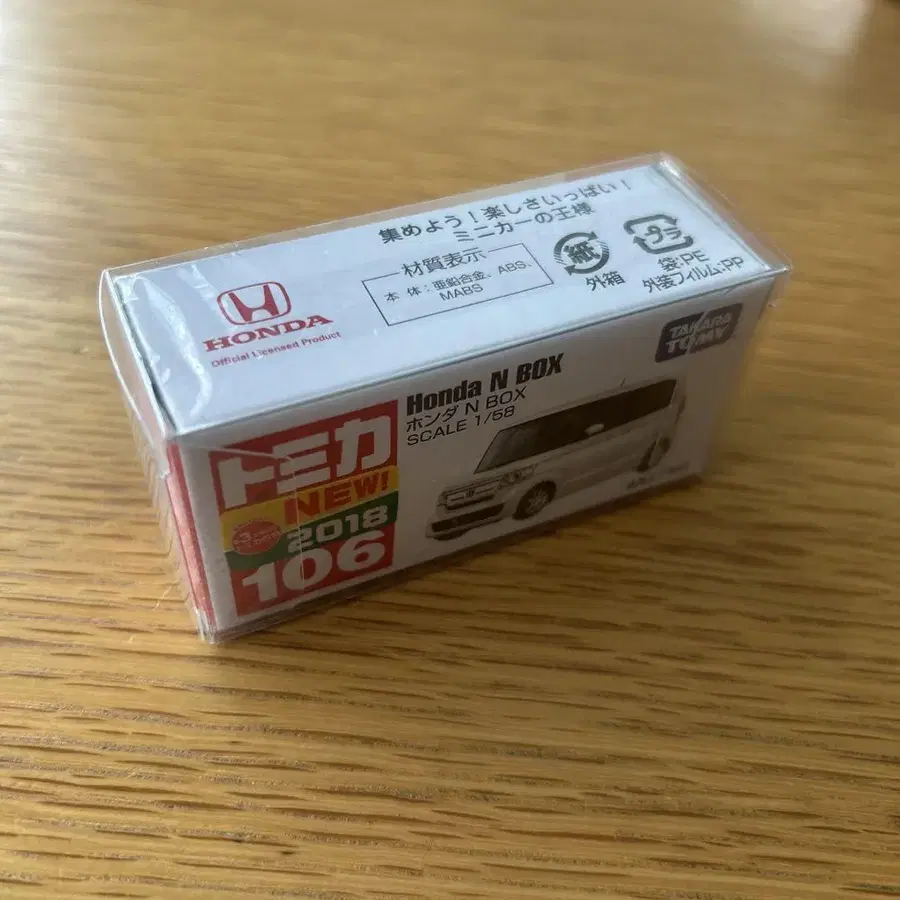 集めよう！楽しさいっぱい！
ミニカーの王様
材質表示
本 体：亜鉛合金、ABS、
MABS
紙
外箱
プラ
袋:PE
外装フィルム:PP
HONDA
Official Licensed Product
TAKARA
TOMY
Honda N BOX
ホンダ N BOX
SCALE 1/58
トミカ
NEW!
2018
106